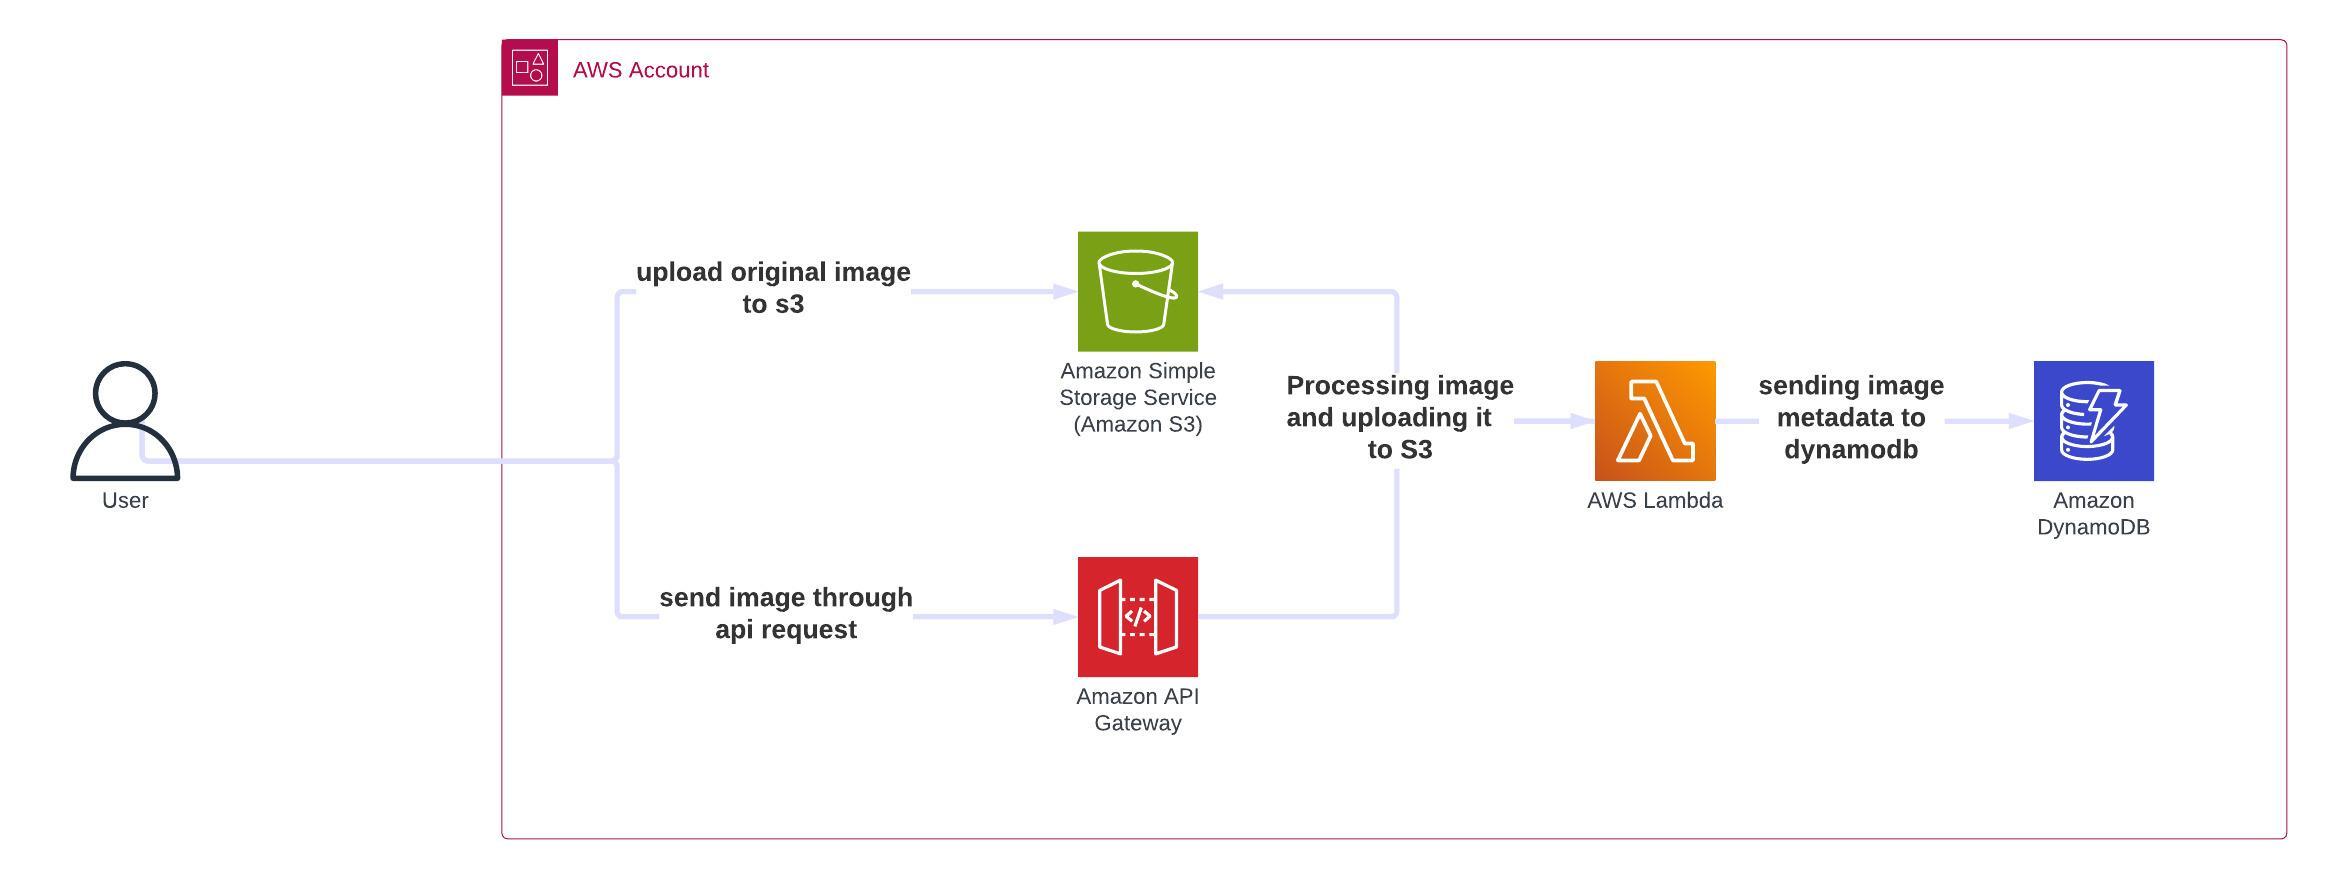 AWS Account
upload original image
to s3
Amazon Simple
Storage Service
(Amazon S3)
User
send image through
api request
Amazon API
Gateway
Processing image
and uploading it
to S3
AWS Lambda
sending image
metadata to
dynamodb
Amazon
DynamoDB